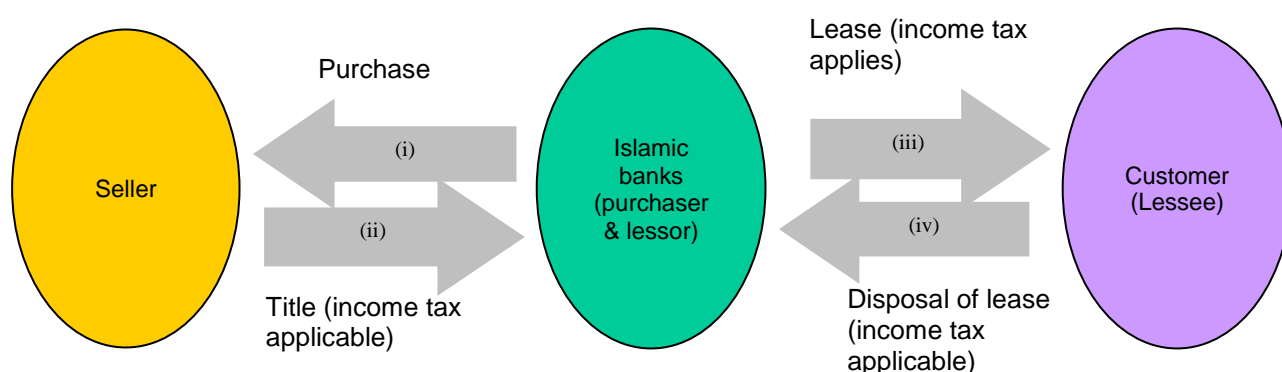 Purchase
(i)
Seller
(ii)
Title (income tax
applicable)
Islamic
banks
(purchaser
& lessor)
Lease (income tax
applies)
(iii)
(iv)
Disposal of lease
(income tax
applicable)
Customer
(Lessee)